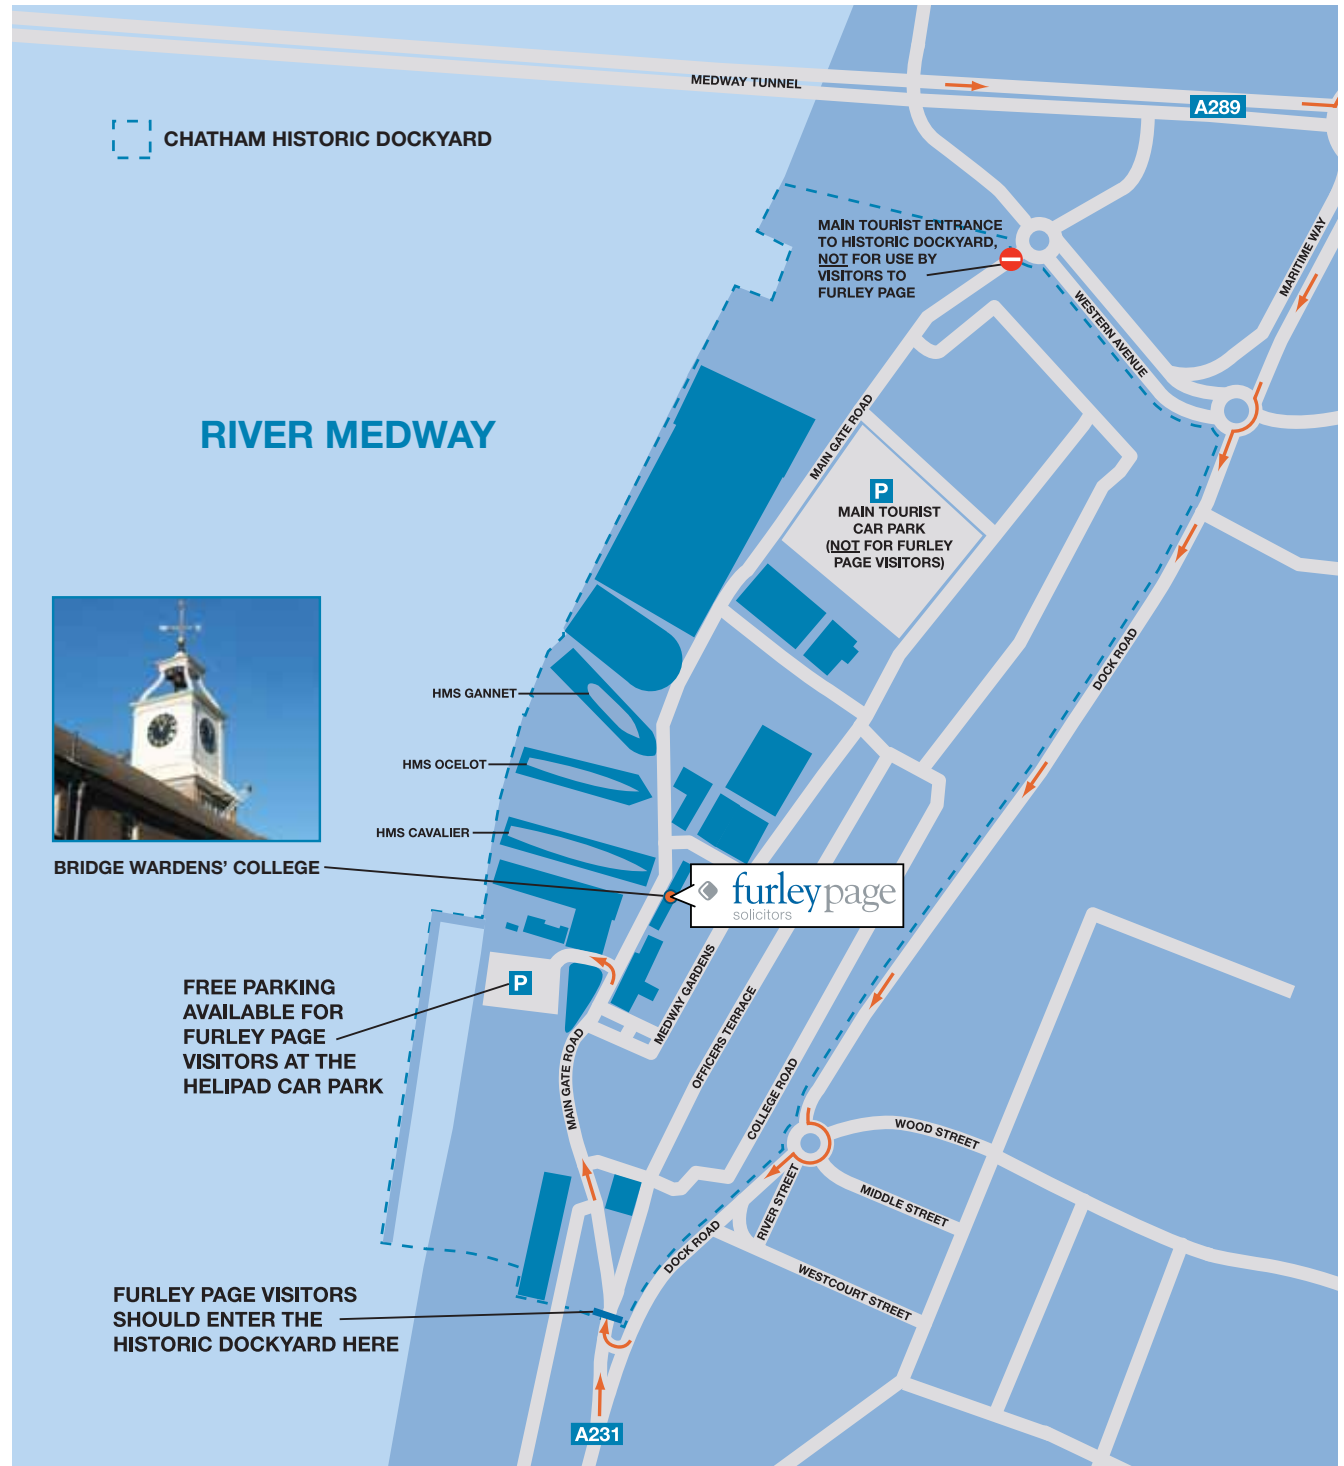 MEDWAY TUNNEL
A289
CHATHAM HISTORIC DOCKYARD
MAIN TOURIST ENTRANCE
TO HISTORIC DOCKYARD,
NOT FOR USE BY
VISITORS TO
FURLEY PAGE
MARITIME WAY
WESTERN AVENUE
RIVER MEDWAY
MAIN GATE ROAD
P
MAIN TOURIST
CAR PARK
(NOT FOR FURLEY
PAGE VISITORS)
DOCK ROAD
HMS GANNET
HMS OCELOT
HMS CAVALIER
BRIDGE WARDENS' COLLEGE
furleypage
solicitors
FREE PARKING
AVAILABLE FOR
FURLEY PAGE
VISITORS AT THE
HELIPAD CAR PARK
P
MEDWAY GARDENS
OFFICERS TERRACE
MAIN GATE ROAD
COLLEGE ROAD
WOOD STREET
MIDDLE STREET
RIVER STREET
DOCK ROAD
WESTCOURT STREET
FURLEY PAGE VISITORS
SHOULD ENTER THE
HISTORIC DOCKYARD HERE
A231